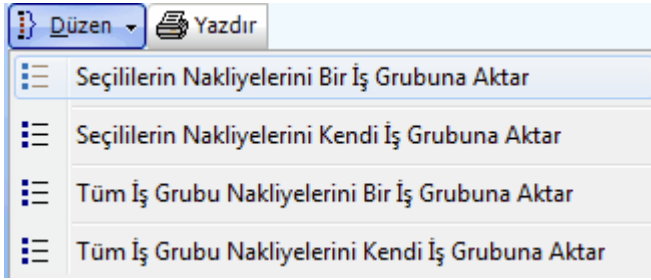 Düzen Yazdır
Seçililerin Nakliyelerini Bir İş Grubuna Aktar
Seçililerin Nakliyelerini Kendi İş Grubuna Aktar
Tüm İş Grubu Nakliyelerini Bir İş Grubuna Aktar
Tüm İş Grubu Nakliyelerini Kendi İş Grubuna Aktar